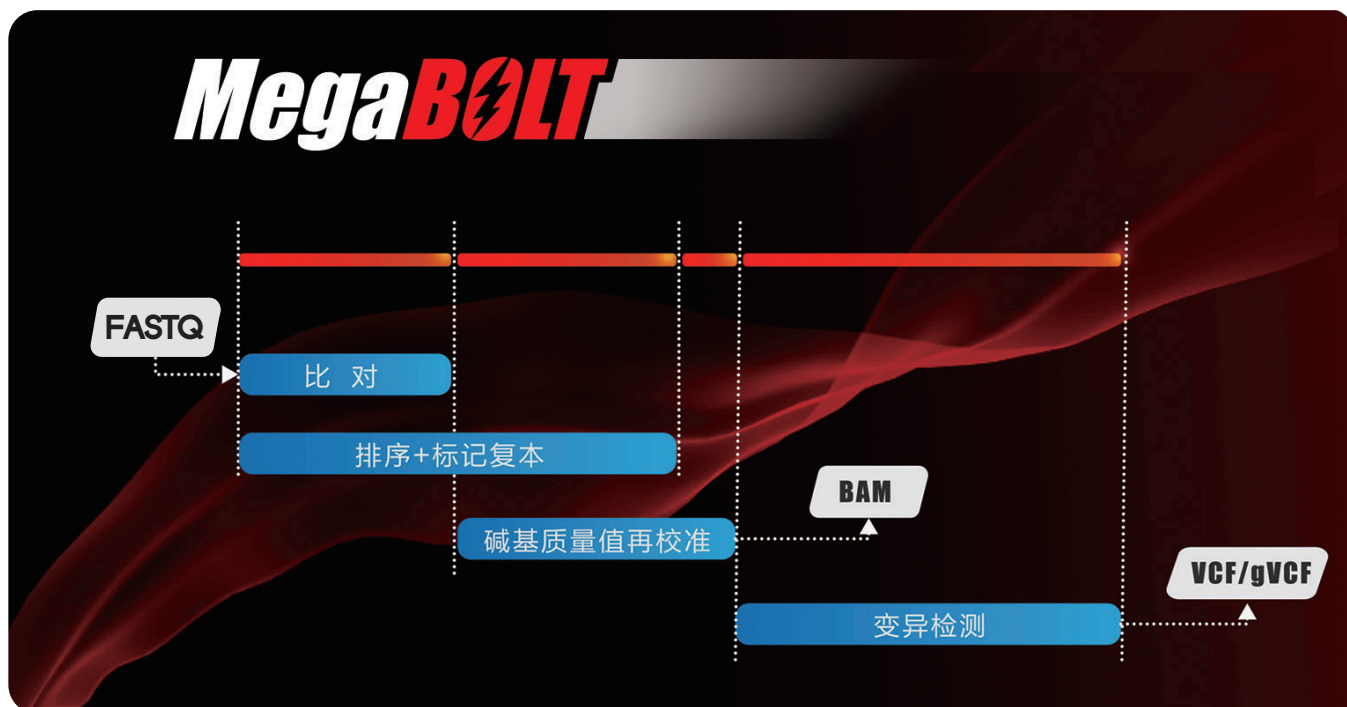 MegaBOLT
FASTQ
比 对
排序+标记复本
BAM
碱基质量值再校准
VCF/gVCF
变异检测